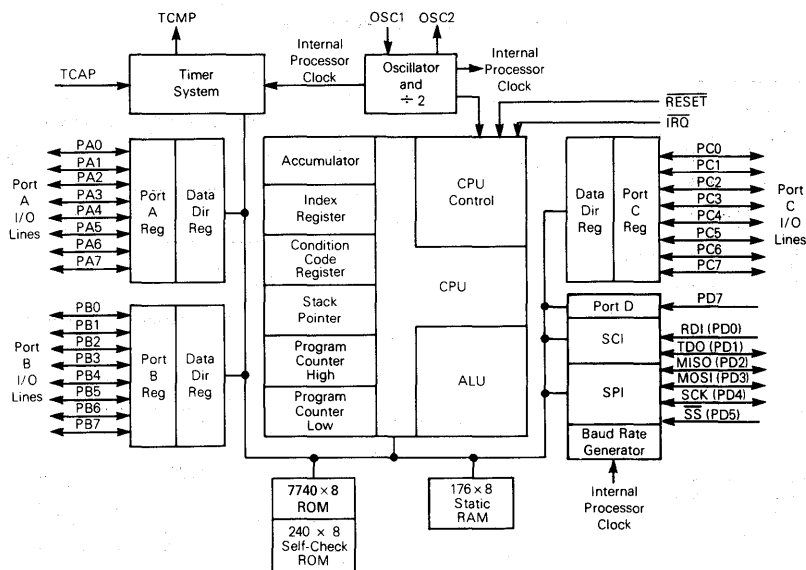 TCMP
OSC1
OSC2
TCAP
Timer
System
Internal
Processor
Clock
Oscillator
and
÷ 2
Internal
Processor
Clock
RESET
IRQ
Port
A
I/O
Lines
PA0
PA1
PA2
PA3
PA4
PA5
PA6
PA7
Port
A
Reg
Data
Dir
Reg
Port
B
I/O
Lines
PB0
PB1
PB2
PB3
PB4
PB5
PB6
PB7
Port
B
Reg
Data
Dir
Reg
Accumulator
Index
Register
Condition
Code
Register
Stack
Pointer
Program
Counter
High
Program
Counter
Low
CPU
Control
CPU
ALU
Data
Dir
Reg
Port
C
Reg
PC0
PC1
PC2
PC3
PC4
PC5
PC6
PC7
Port
C
I/O
Lines
Port D
SCI
SPI
Baud Rate
Generator
PD7
RDI (PD0)
TDO (PD1)
MISO (PD2)
MOSI (PD3)
SCK (PD4)
SS (PD5)
Internal
Processor
Clock
7740 × 8
ROM
240 × 8
Self-Check
ROM
176 × 8
Static
RAM